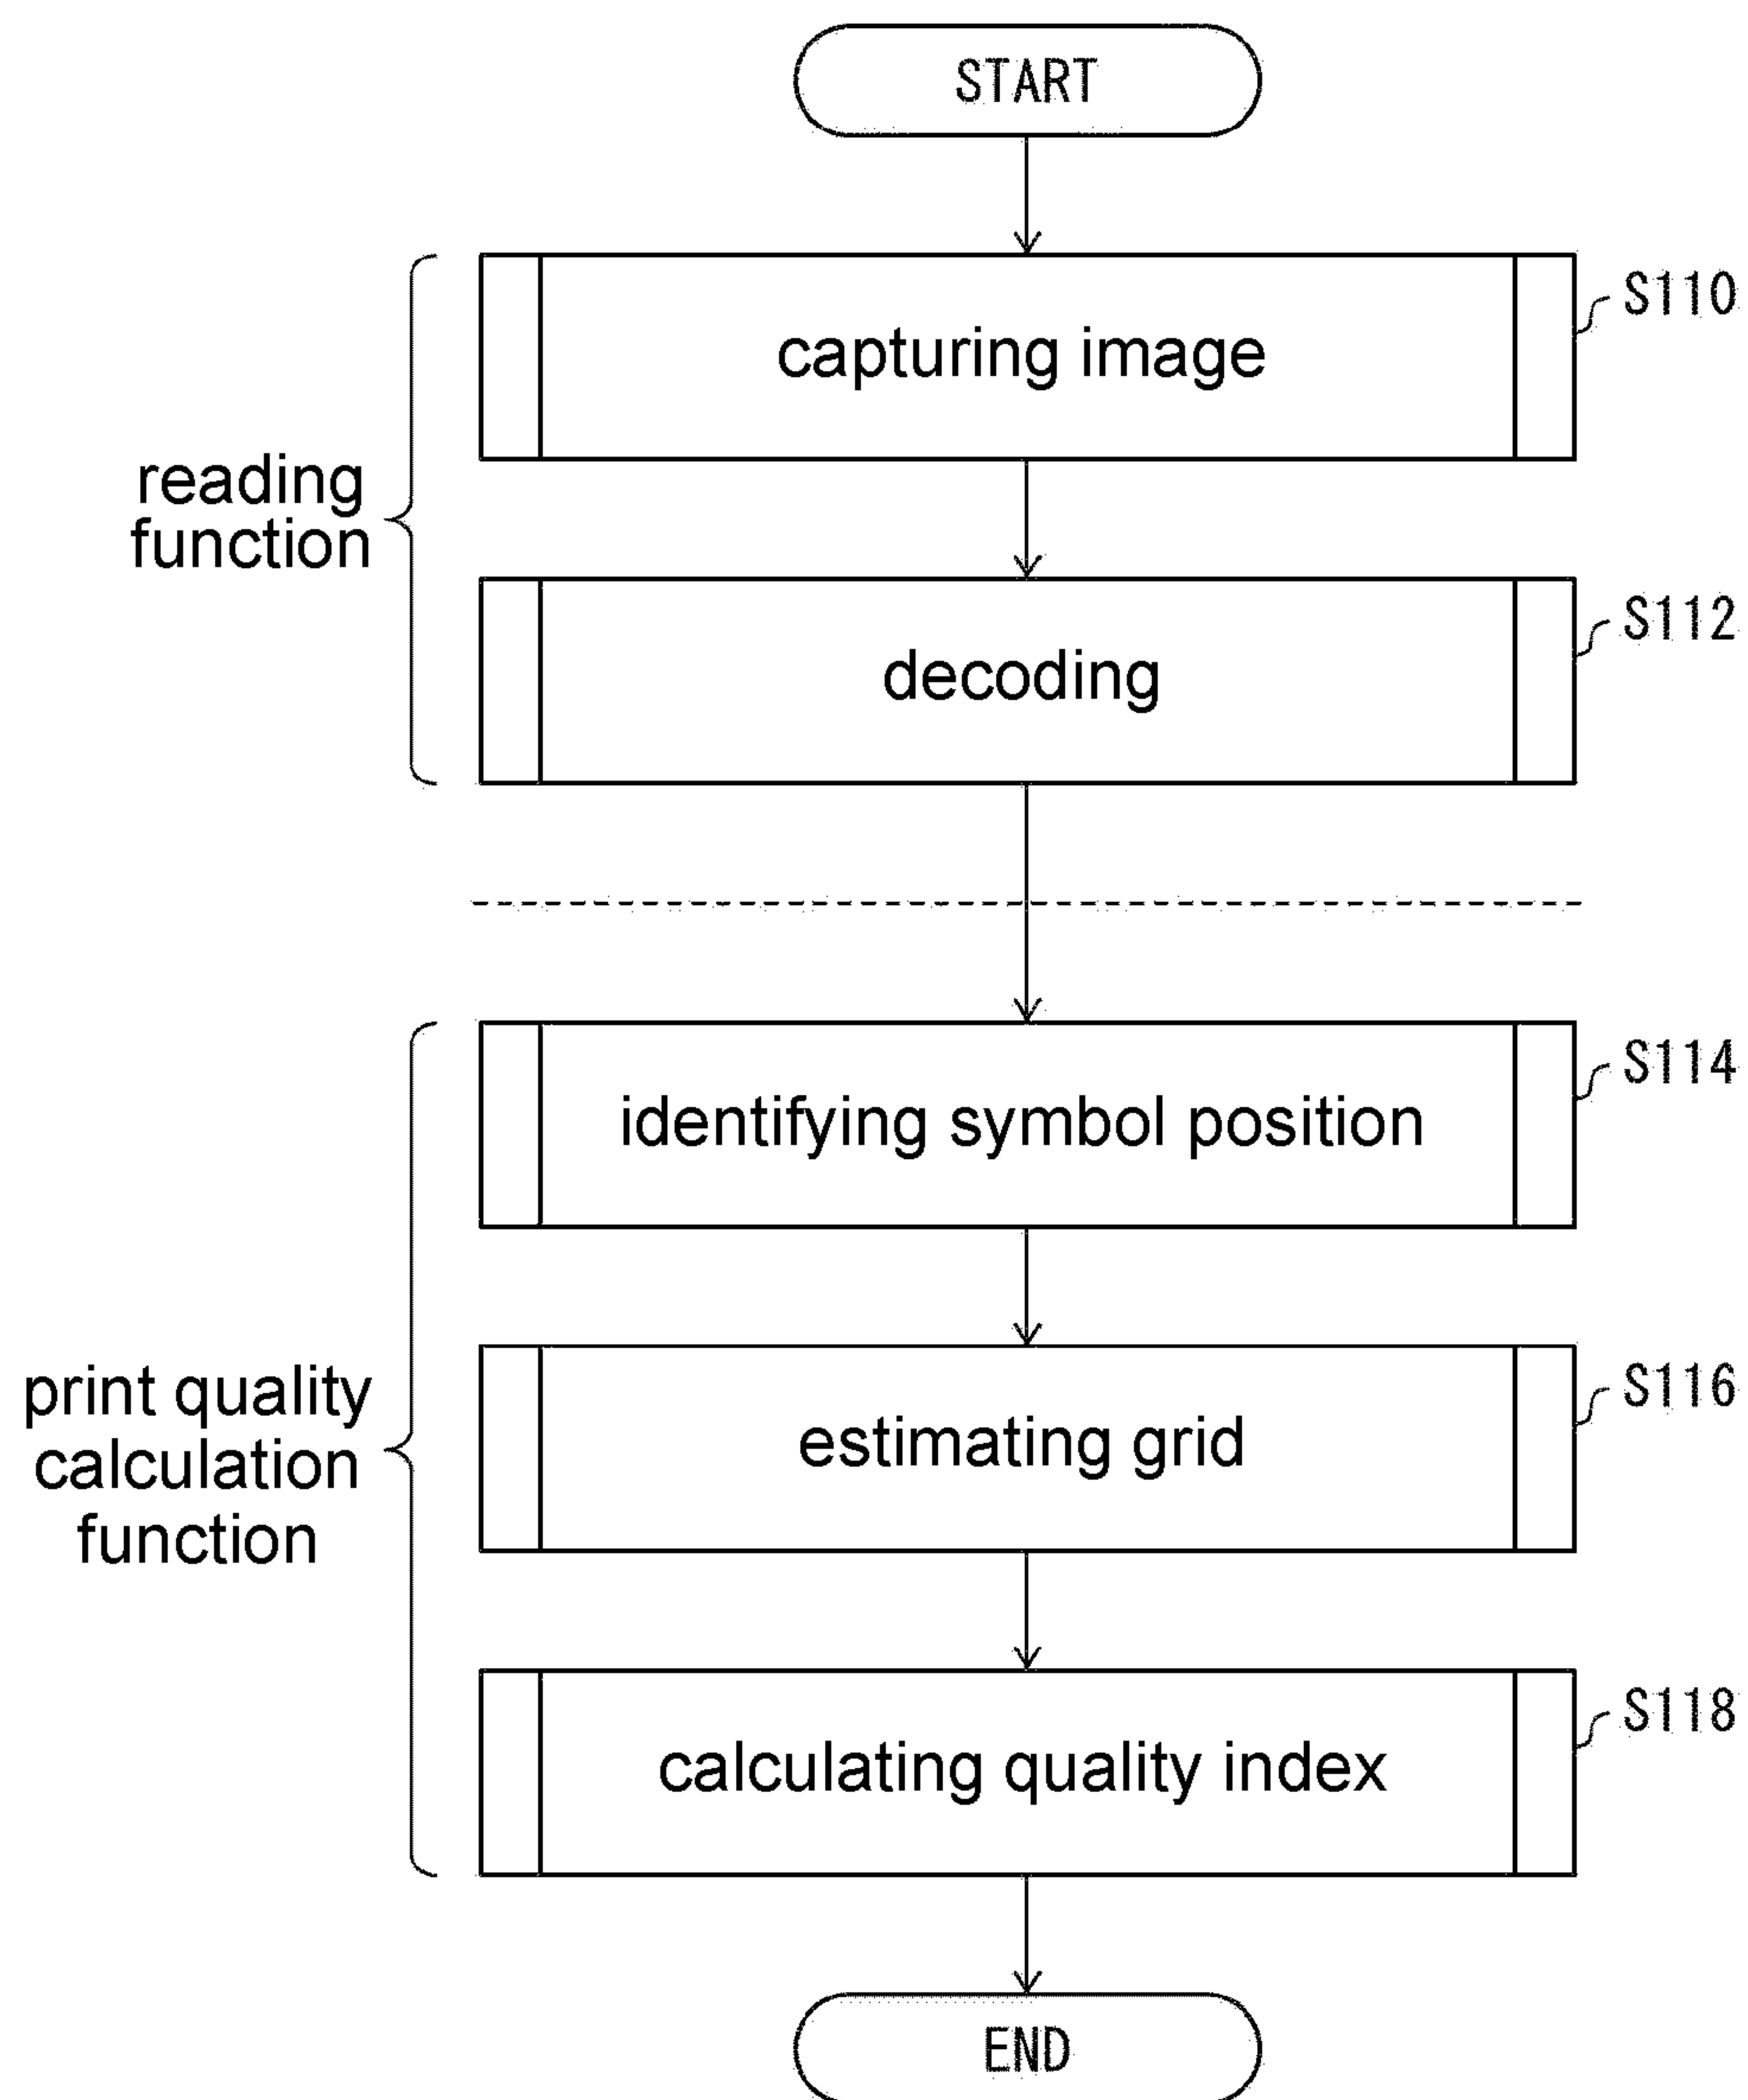 START
capturing image
S110
reading
function
decoding
S112
identifying symbol position
S114
print quality
calculation
function
estimating grid
S116
calculating quality index
S118
END